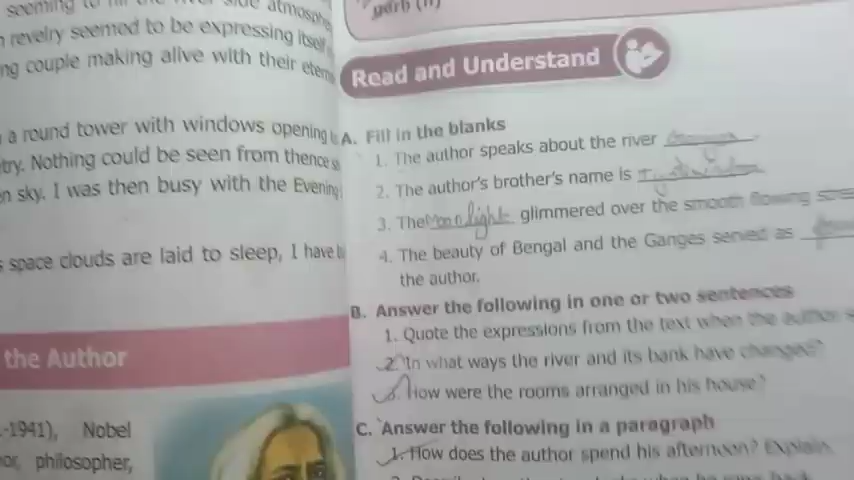 seeming to fill the river side atmosphe
revelry seemed to be expressing itself
ng couple making alive with their etern
a round tower with windows opening
try. Nothing could be seen from thence
n sky. I was then busy with the Evening
space clouds are laid to sleep, I have
the Author
-1941), Nobel
or, philosopher,
garb (n)
Read and Understand
A. Fill in the blanks
1. The author speaks about the river
2. The author's brother's name is
3. The moonlight glimmered over the smooth flowing stre
4. The beauty of Bengal and the Ganges served as
the author.
B. Answer the following in one or two sentences
1. Quote the expressions from the text when the author
2. In what ways the river and its bank have changed?
3. How were the rooms arranged in his house?
C. Answer the following in a paragraph
1. How does the author spend his afternoon? Explain.